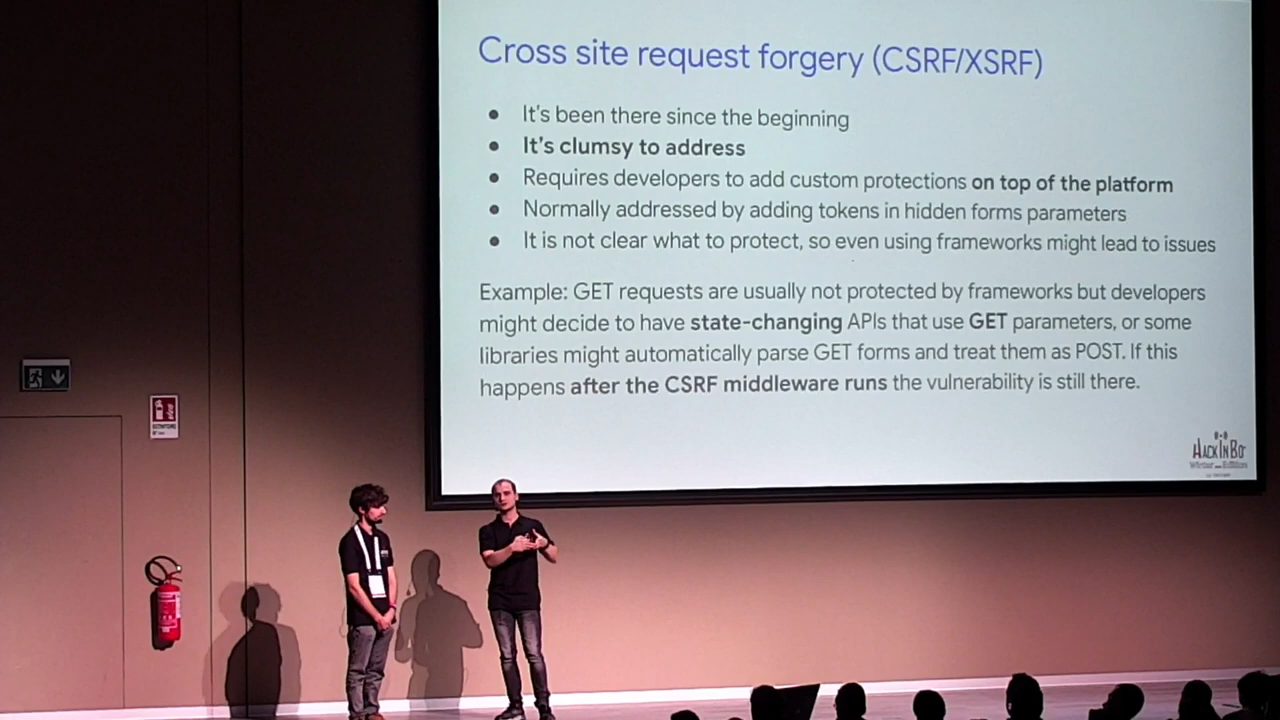 Cross site request forgery (CSRF/XSRF)
It's been there since the beginning
It's clumsy to address
Requires developers to add custom protections on top of the platform
Normally addressed by adding tokens in hidden forms parameters
It is not clear what to protect, so even using frameworks might lead to issues
Example: GET requests are usually not protected by frameworks but developers
might decide to have state-changing APIs that use GET parameters, or some
libraries might automatically parse GET forms and treat them as POST. If this
happens after the CSRF middleware runs the vulnerability is still there.
HackInBo
Winter Edition